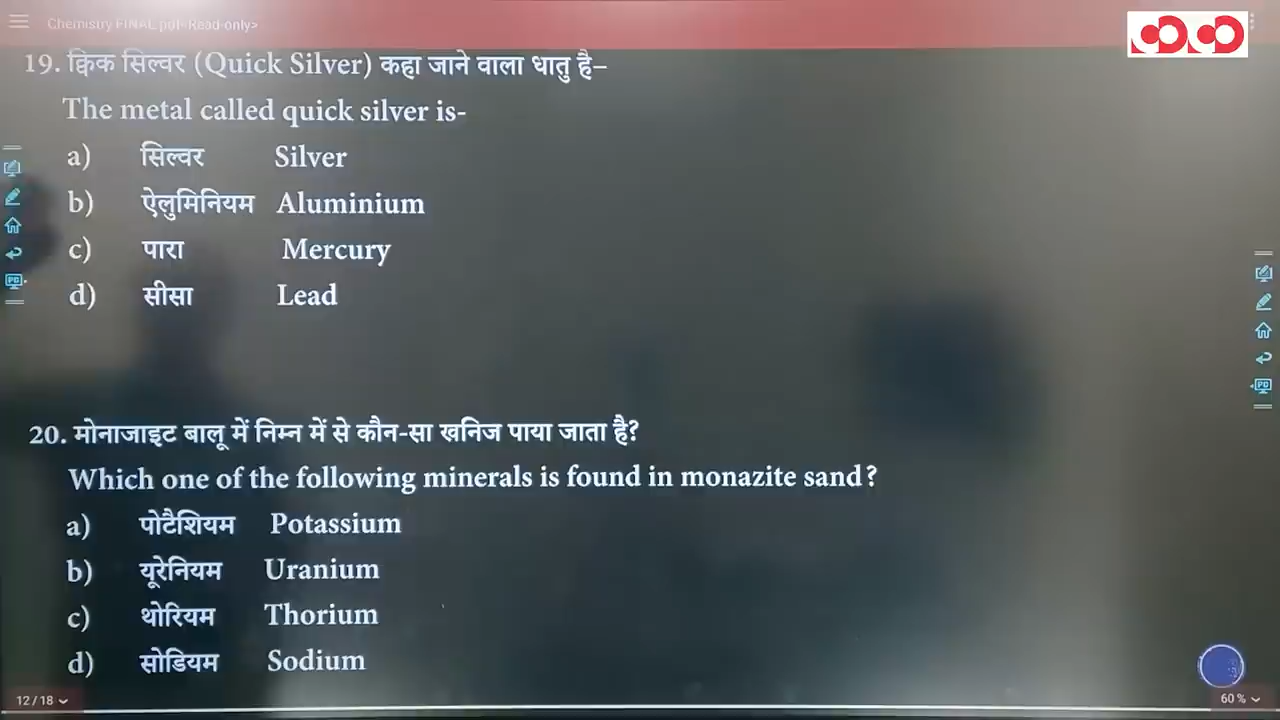 Chemistry FINAL.pdf<Read-only>
19. क्विक सिल्वर (Quick Silver) कहा जाने वाला धातु है–
The metal called quick silver is-
a) सिल्वर Silver
b) ऐलुमिनियम Aluminium
c) पारा Mercury
d) सीसा Lead
20. मोनाजाइट बालू में निम्न में से कौन-सा खनिज पाया जाता है?
Which one of the following minerals is found in monazite sand?
a) पोटैशियम Potassium
b) यूरेनियम Uranium
c) थोरियम Thorium
d) सोडियम Sodium
12 / 18
60 %